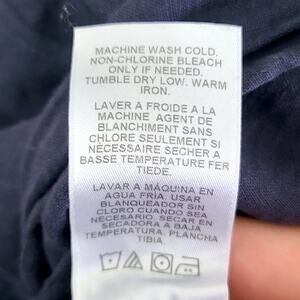 MACHINE WASH COLD.
NON-CHLORINE BLEACH
ONLY IF NEEDED.
TUMBLE DRY LOW. WARM
IRON.
LAVER A FROIDE A LA
MACHINE AGENT DE
BLANCHIMENT SANS
CHLORE SEULEMENT SI
NÉCESSAIRE SECHER A
BASSE TEMPERATURE FER
TIEDE.
LAVAR A MÁQUINA EN
AGUA FRÍA. USAR
BLANQUEADOR SIN
CLORO CUANDO SEA
NECESARIO. SECAR EN
SECADORA A BAJA
TEMPERATURA. PLANCHA
TIBIA.